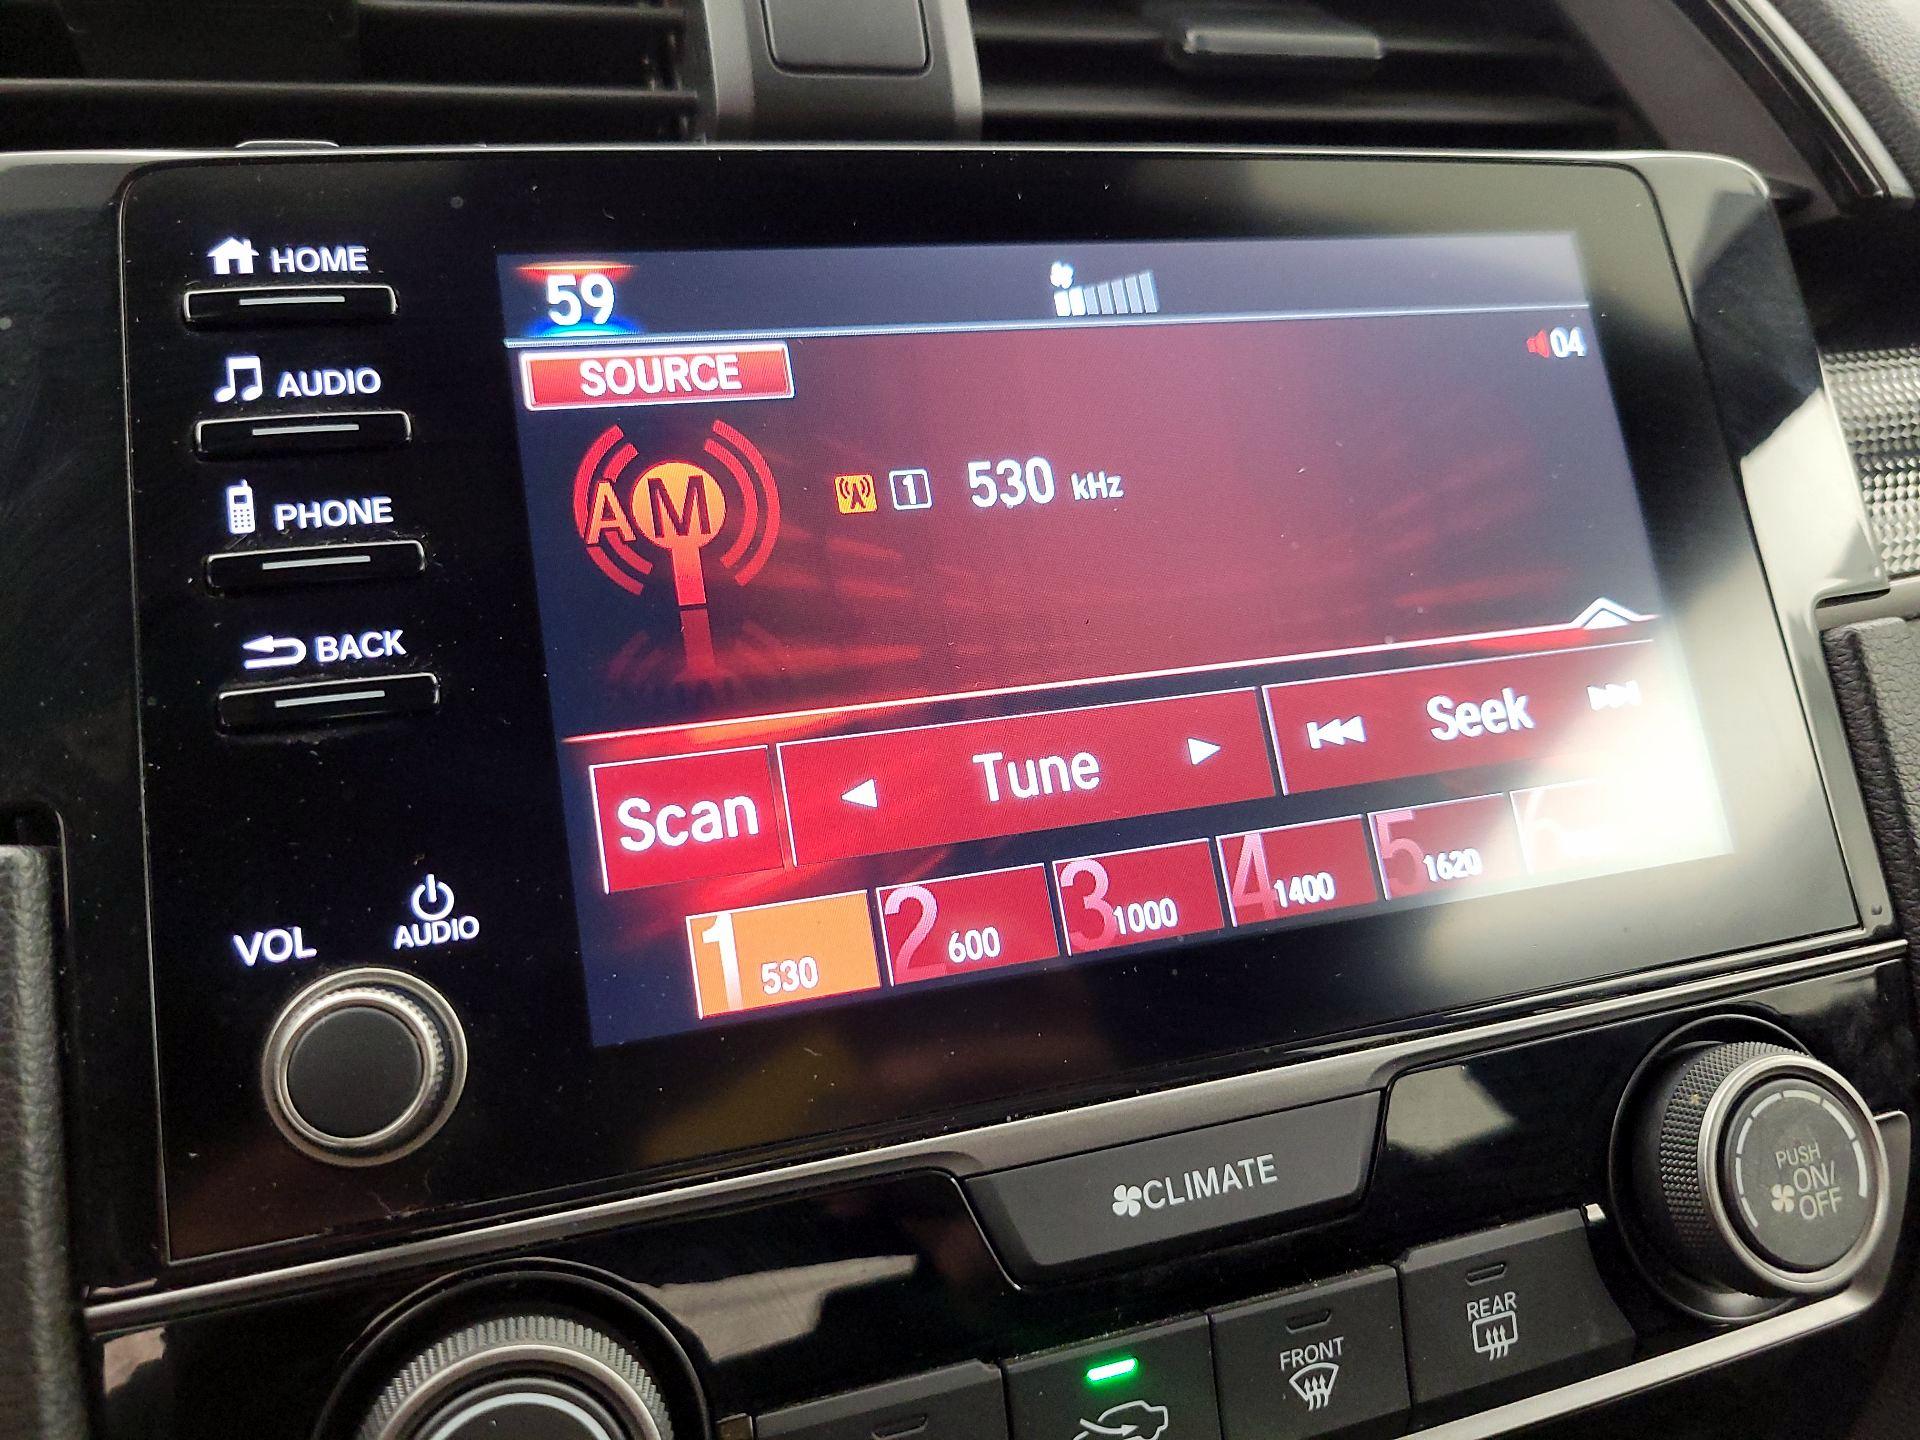 HOME
59
SOURCE
04
AUDIO
AM
1 530 kHz
PHONE
BACK
Scan
Tune
Seek
1 530
2 600
3 1000
4 1400
5 1620
6
VOL
AUDIO
CLIMATE
PUSH
ON/
OFF
FRONT
REAR